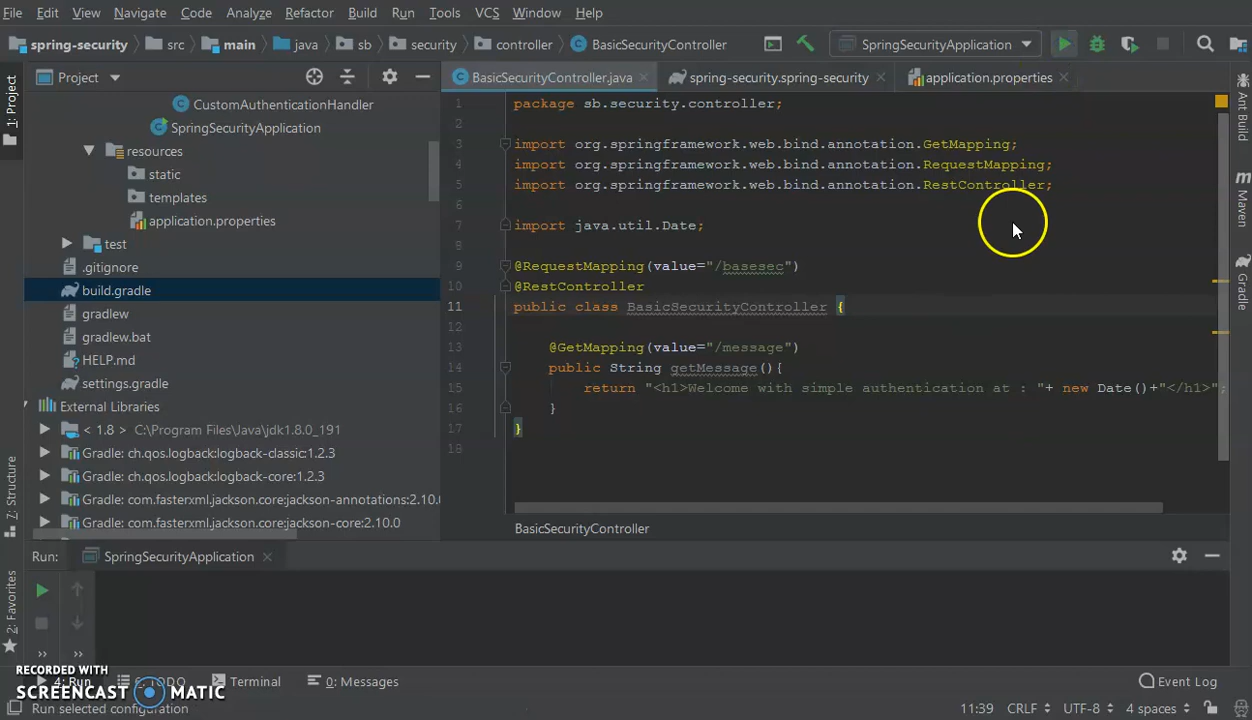 File Edit View Navigate Code Analyze Refactor Build Run Tools VCS Window Help
spring-security src main java sb security controller BasicSecurityController SpringSecurityApplication
1: Project
Project
BasicSecurityController.java spring-security.spring-security application.properties
CustomAuthenticationHandler
SpringSecurityApplication
resources
static
templates
application.properties
test
.gitignore
build.gradle
gradlew
gradlew.bat
HELP.md
settings.gradle
External Libraries
< 1.8 > C:\Program Files\Java\jdk1.8.0_191
Gradle: ch.qos.logback:logback-classic:1.2.3
Gradle: ch.qos.logback:logback-core:1.2.3
Gradle: com.fasterxml.jackson.core:jackson-annotations:2.10.0
Gradle: com.fasterxml.jackson.core:jackson-core:2.10.0
1 package sb.security.controller;
2
3 import org.springframework.web.bind.annotation.GetMapping;
4 import org.springframework.web.bind.annotation.RequestMapping;
5 import org.springframework.web.bind.annotation.RestController;
6
7 import java.util.Date;
8
9 @RequestMapping(value="/basesec")
10 @RestController
11 public class BasicSecurityController {
12
13 @GetMapping(value="/message")
14 public String getMessage(){
15 return "<h1>Welcome with simple authentication at : "+ new Date()+"</h1>";
16 }
17 }
18
BasicSecurityController
Ant Build
Maven
Gradle
7: Structure
2: Favorites
Run: SpringSecurityApplication
4: Run 6: TODO Terminal 0: Messages Event Log
RECORDED WITH
SCREENCAST MATIC
Run selected configuration 11:39 CRLF UTF-8 4 spaces